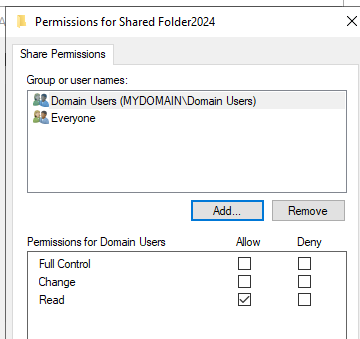 Permissions for Shared Folder2024
Share Permissions
Group or user names:
Domain Users (MYDOMAIN\Domain Users)
Everyone
Add... Remove
Permissions for Domain Users Allow Deny
Full Control
Change
Read